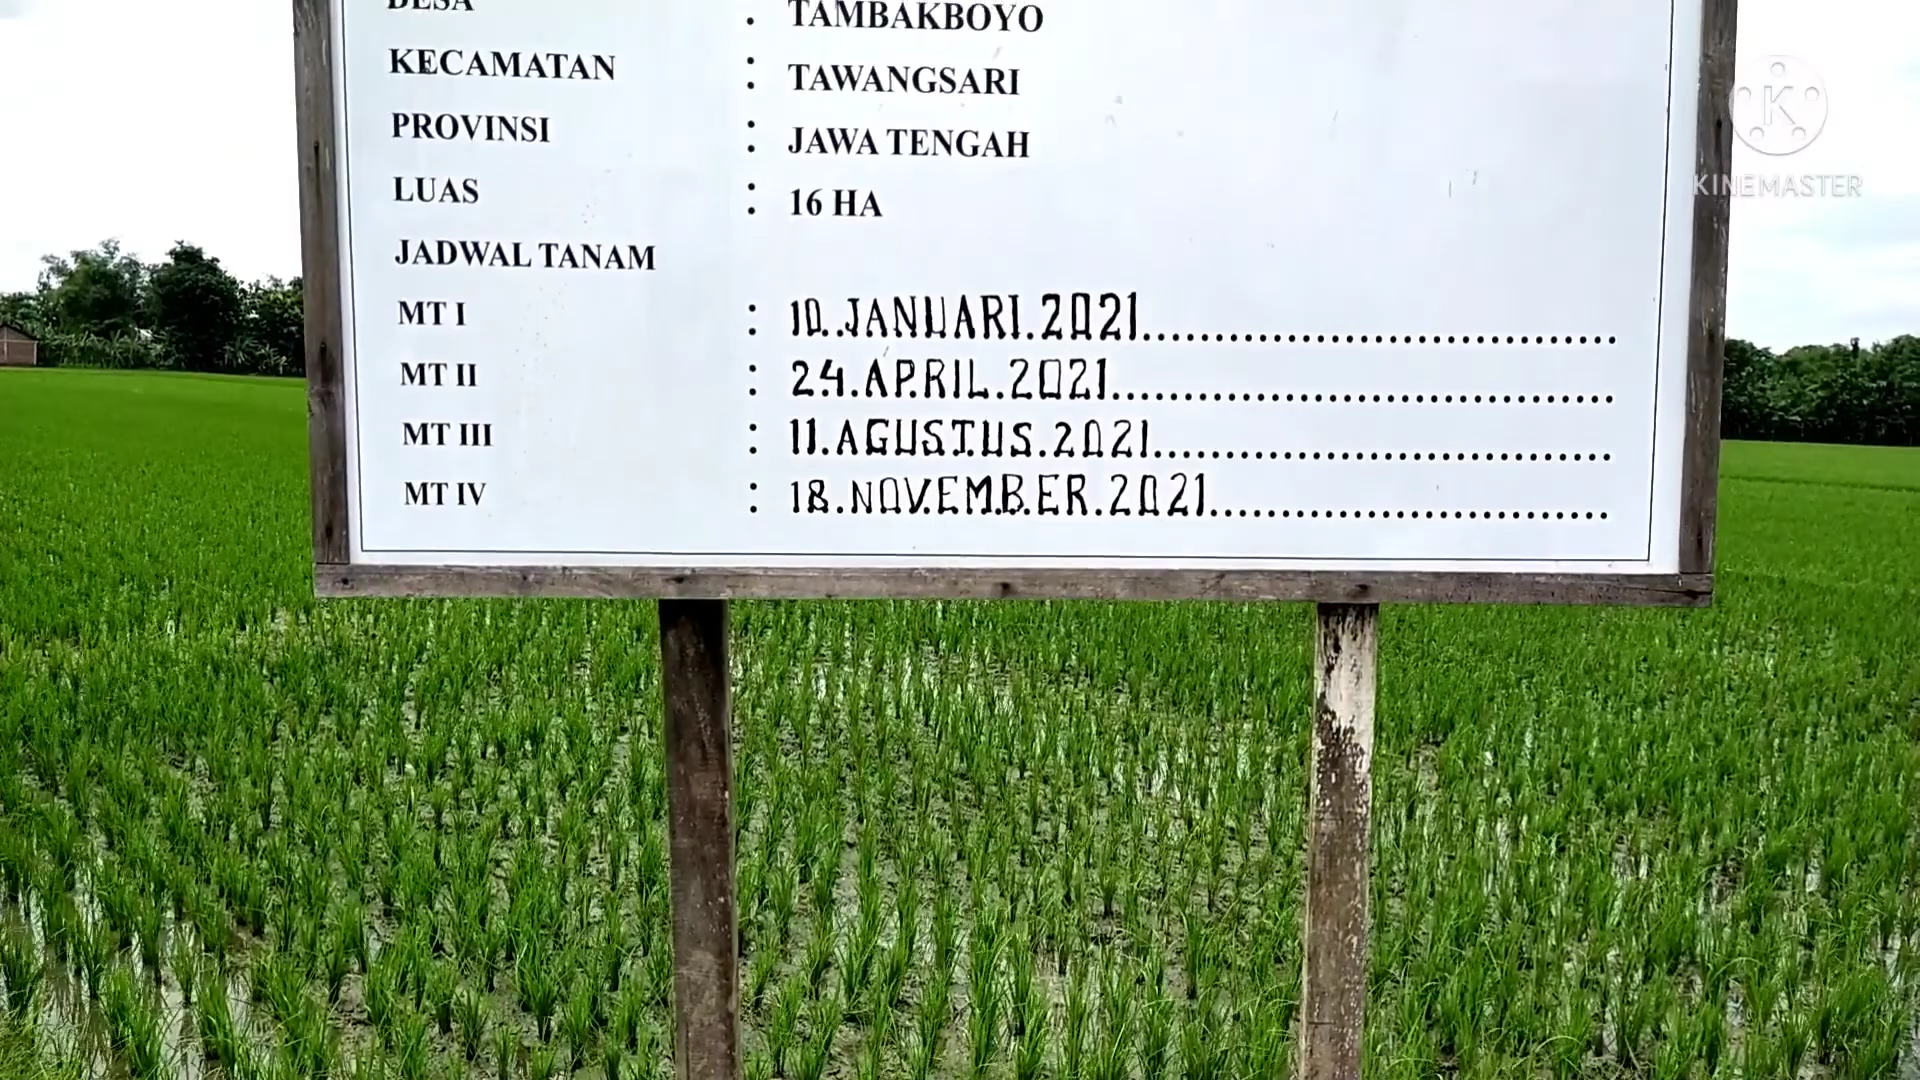 DESA : TAMBAKBOYO
KECAMATAN : TAWANGSARI
PROVINSI : JAWA TENGAH
LUAS : 16 HA
JADWAL TANAM
MT I : 10.JANUARI.2021
MT II : 24.APRIL.2021
MT III : 11.AGUSTUS.2021
MT IV : 18.NOVEMBER.2021
K
KINEMASTER